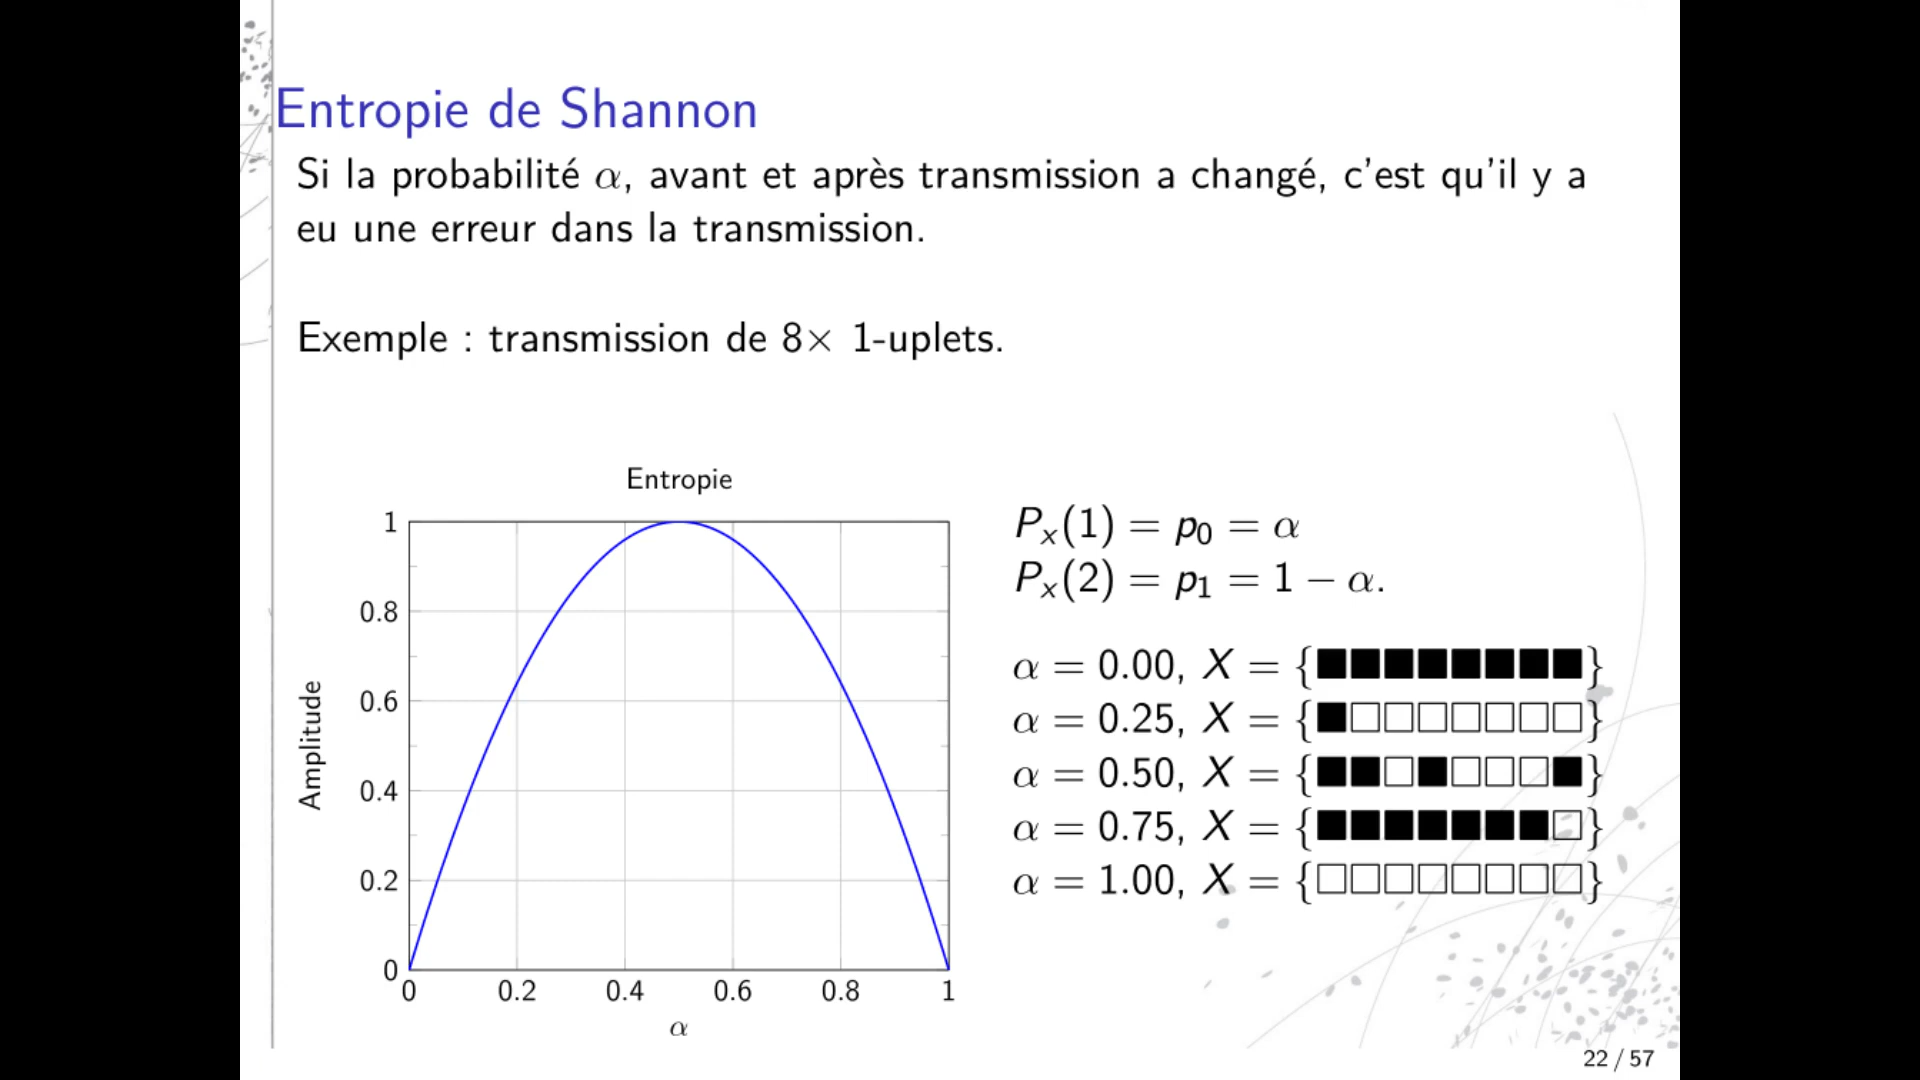 Entropie de Shannon
Si la probabilité α, avant et après transmission a changé, c'est qu'il y a
eu une erreur dans la transmission.
Exemple : transmission de 8× 1-uplets.
Entropie
1
0.8
0.6
0.4
0.2
0
Amplitude
0 0.2 0.4 0.6 0.8 1
α
Pₓ(1) = p₀ = α
Pₓ(2) = p₁ = 1 − α.
α = 0.00, X = {■■■■■■■■}
α = 0.25, X = {■□□□□□□□}
α = 0.50, X = {■■□■□□□■}
α = 0.75, X = {■■■■■■■□}
α = 1.00, X = {□□□□□□□□}
22 / 57